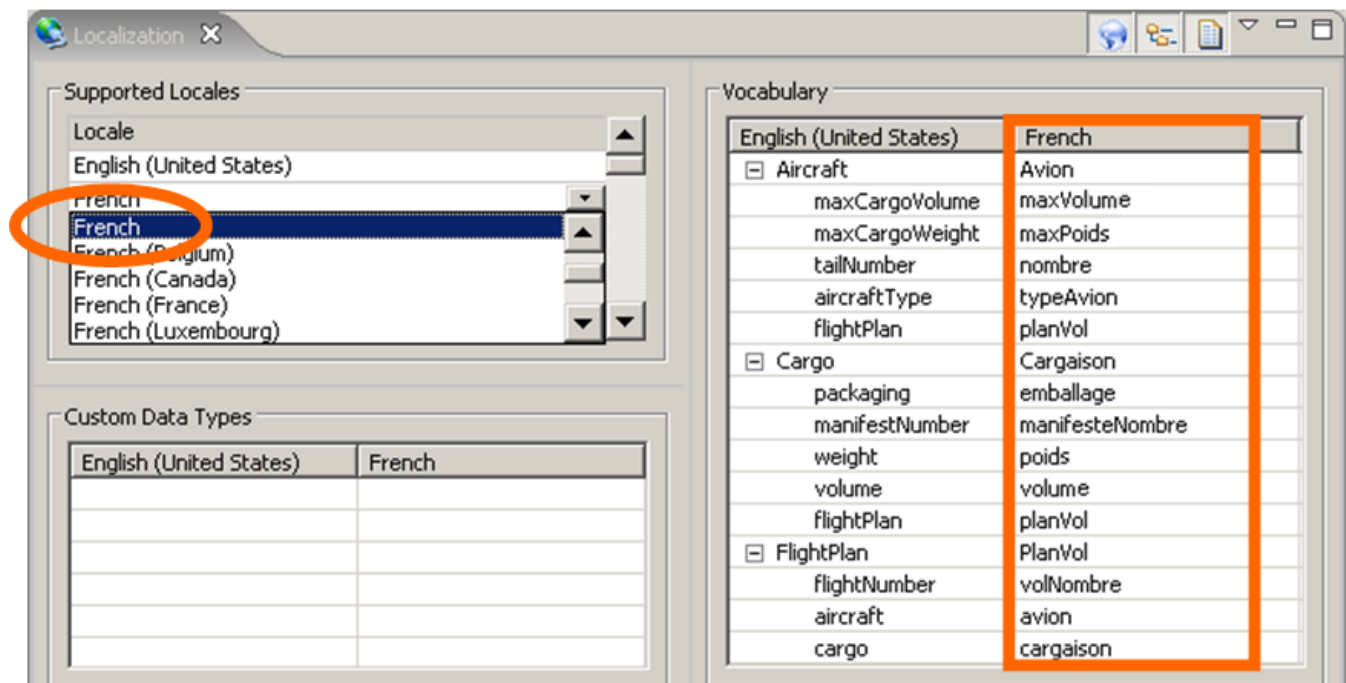 Localization
Supported Locales
Locale
English (United States)
French
French
French (Belgium)
French (Canada)
French (France)
French (Luxembourg)
Custom Data Types
English (United States) French
Vocabulary
English (United States) French
Aircraft Avion
maxCargoVolume maxVolume
maxCargoWeight maxPoids
tailNumber nombre
aircraftType typeAvion
flightPlan planVol
Cargo Cargaison
packaging emballage
manifestNumber manifesteNombre
weight poids
volume volume
flightPlan planVol
FlightPlan PlanVol
flightNumber volNombre
aircraft avion
cargo cargaison